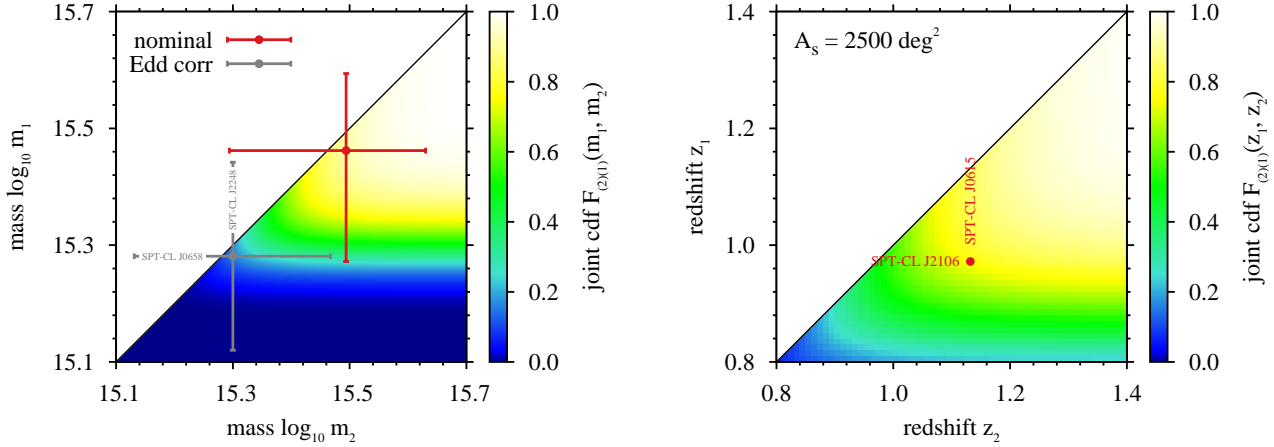 15.7
15.5
15.3
15.1
mass log10 m1
nominal
Edd corr
SPT-CL J2248
SPT-CL J0658
15.1 15.3 15.5 15.7
mass log10 m2
1.0
0.8
0.6
0.4
0.2
0.0
joint cdf F(2)(1)(m1, m2)
1.4
1.2
1.0
0.8
redshift z1
As = 2500 deg2
SPT-CL J0615
SPT-CL J2106
0.8 1.0 1.2 1.4
redshift z2
1.0
0.8
0.6
0.4
0.2
0.0
joint cdf F(2)(1)(z1, z2)